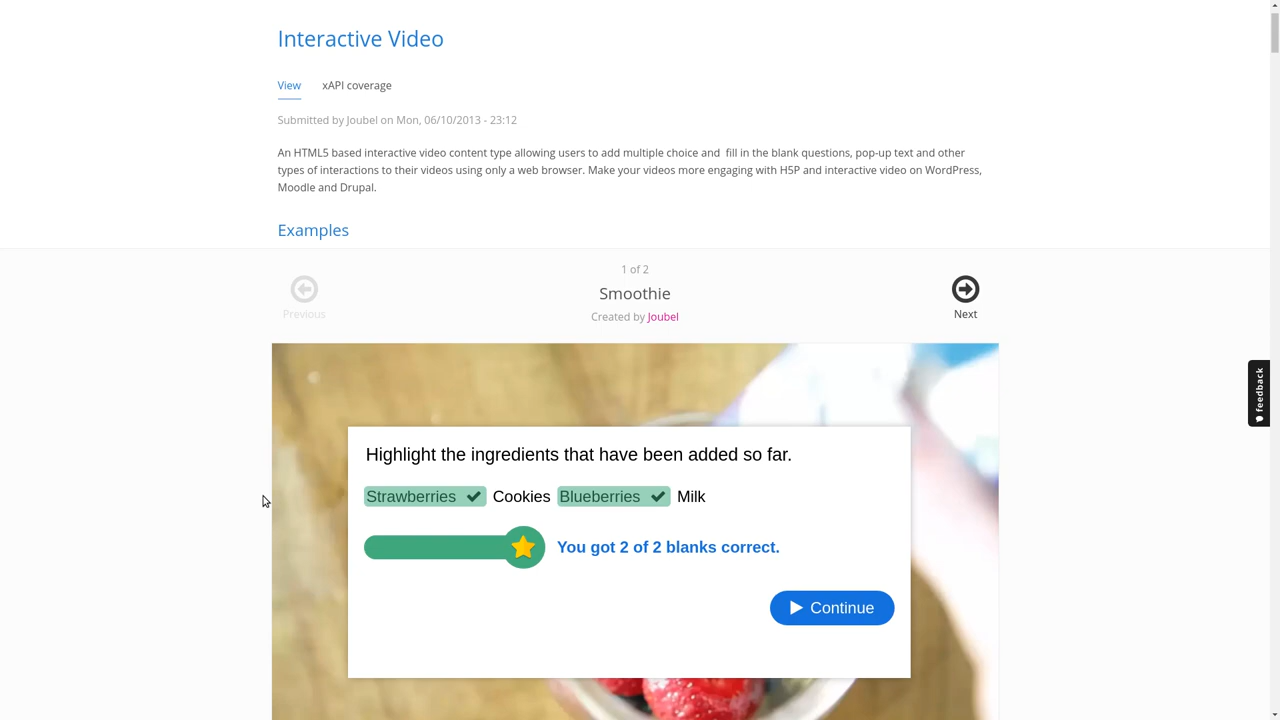 Interactive Video
View xAPI coverage
Submitted by Joubel on Mon, 06/10/2013 - 23:12
An HTML5 based interactive video content type allowing users to add multiple choice and  fill in the blank questions, pop-up text and other
types of interactions to their videos using only a web browser. Make your videos more engaging with H5P and interactive video on WordPress,
Moodle and Drupal.
Examples
1 of 2
Smoothie
Created by Joubel
Previous
Next
feedback
Highlight the ingredients that have been added so far.
Strawberries Cookies Blueberries Milk
You got 2 of 2 blanks correct.
Continue